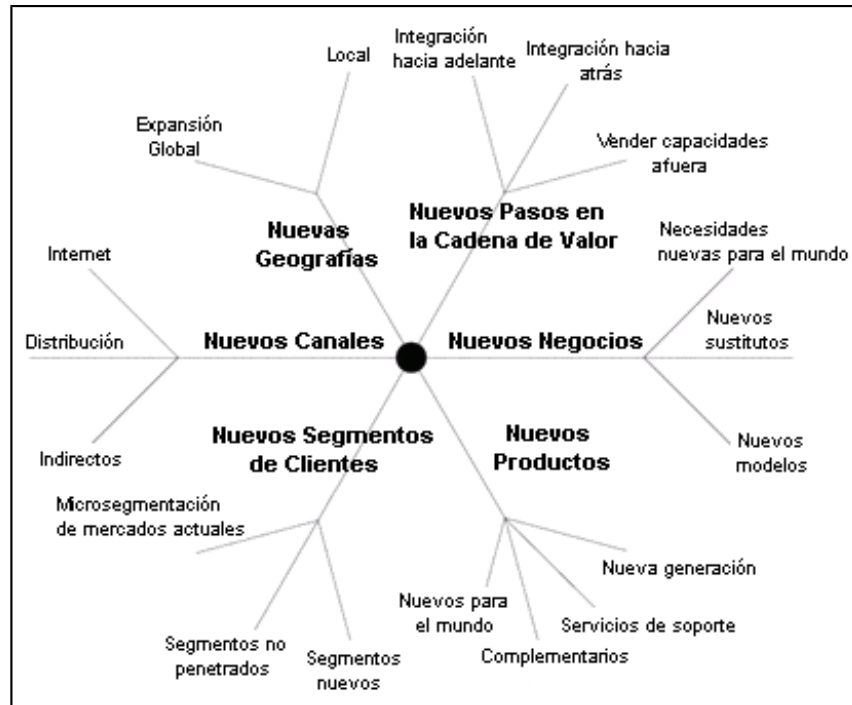 Local
Integración
hacia adelante
Integración hacia
atrás
Expansión
Global
Vender capacidades
afuera
Nuevas
Geografías
Nuevos Pasos en
la Cadena de Valor
Necesidades
nuevas para el mundo
Internet
Distribución
Nuevos Canales
Nuevos Negocios
Nuevos
sustitutos
Indirectos
Nuevos Segmentos
de Clientes
Nuevos
Productos
Nuevos
modelos
Microsegmentación
de mercados actuales
Nueva generación
Nuevos para
el mundo
Servicios de soporte
Complementarios
Segmentos no
penetrados
Segmentos
nuevos